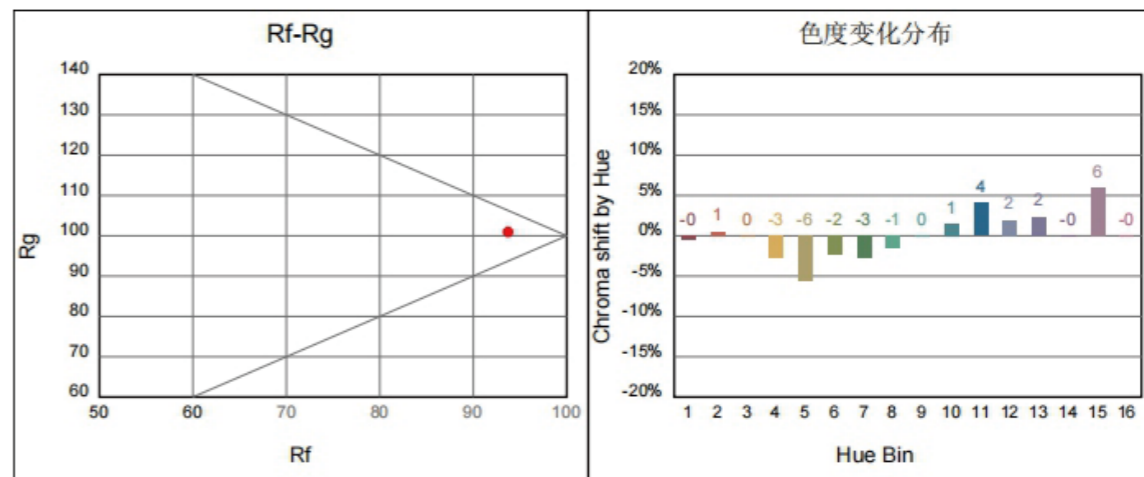 Rf-Rg
140
130
120
110
100
90
80
70
60
Rg
50 60 70 80 90 100
Rf
色度变化分布
20%
15%
10%
5%
0%
-5%
-10%
-15%
-20%
Chroma shift by Hue
-0 1 0 -3 -6 -2 -3 -1 0 1 4 2 2 -0 6 -0
1 2 3 4 5 6 7 8 9 10 11 12 13 14 15 16
Hue Bin